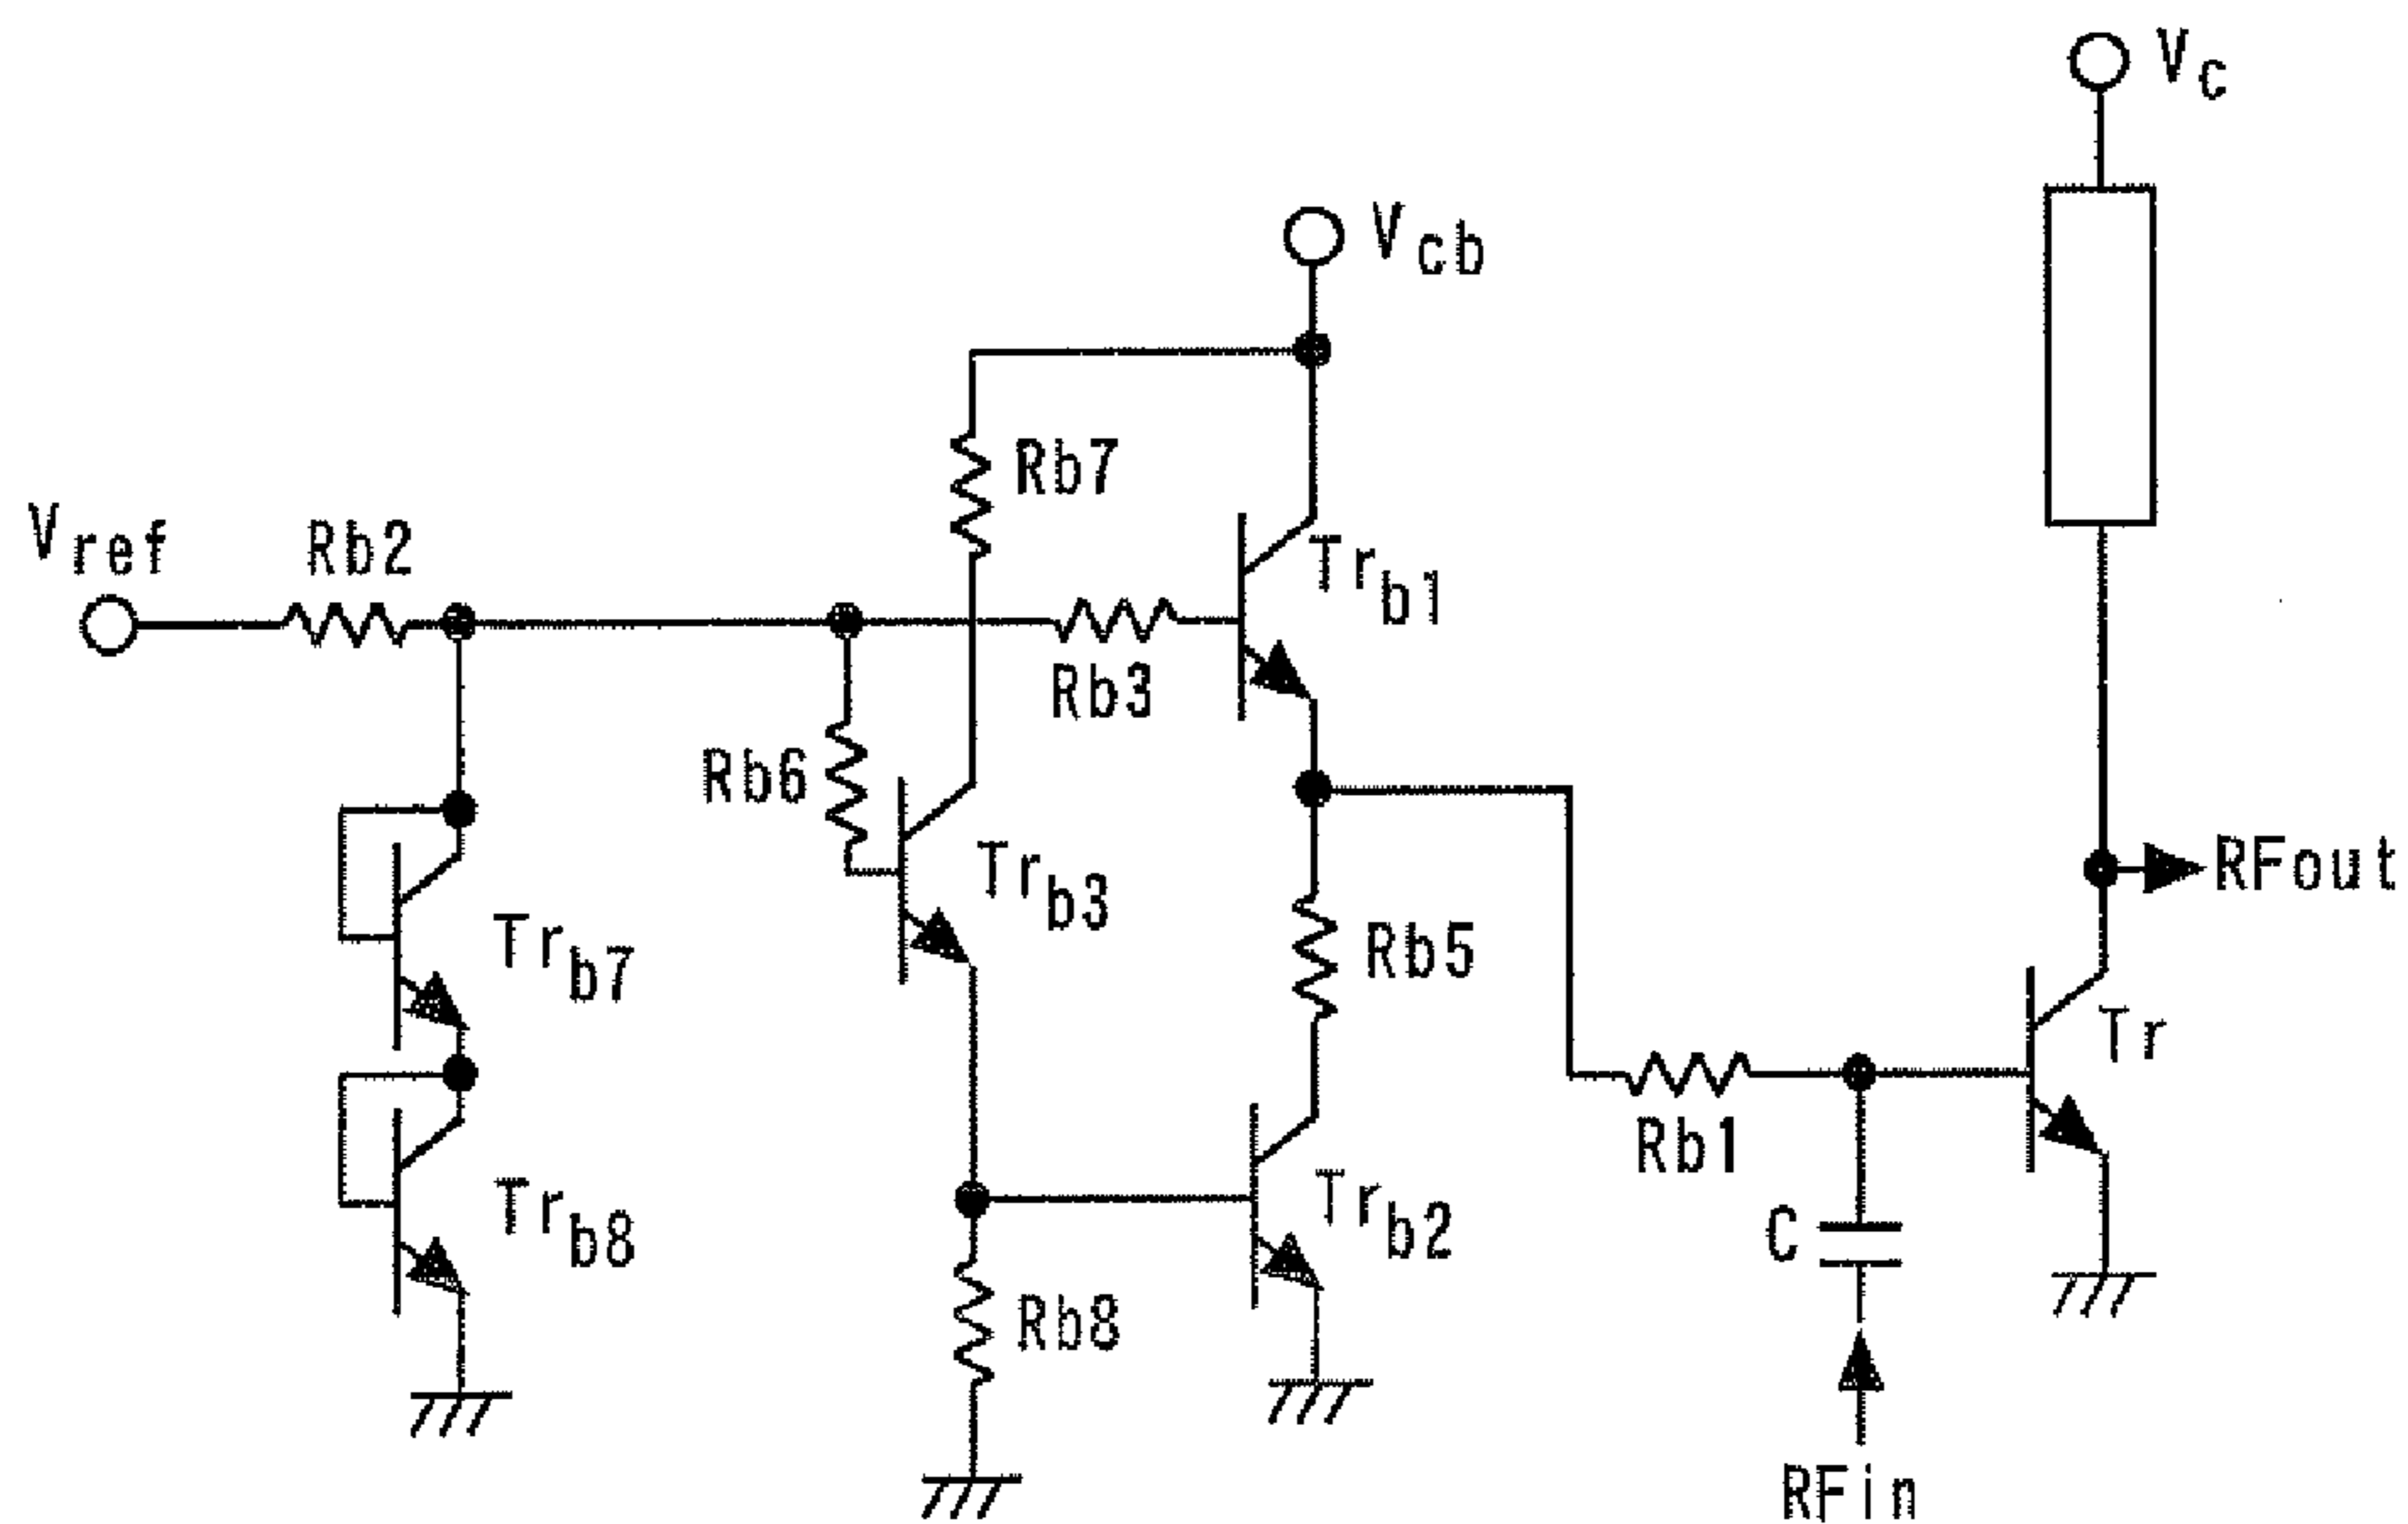 Vc
Vcb
Rb7
Vref
Rb2
Trb1
Rb3
Rb6
Trb3
RFout
Trb7
Rb5
Tr
Rb1
Trb8
Trb2
C
Rb8
RFin